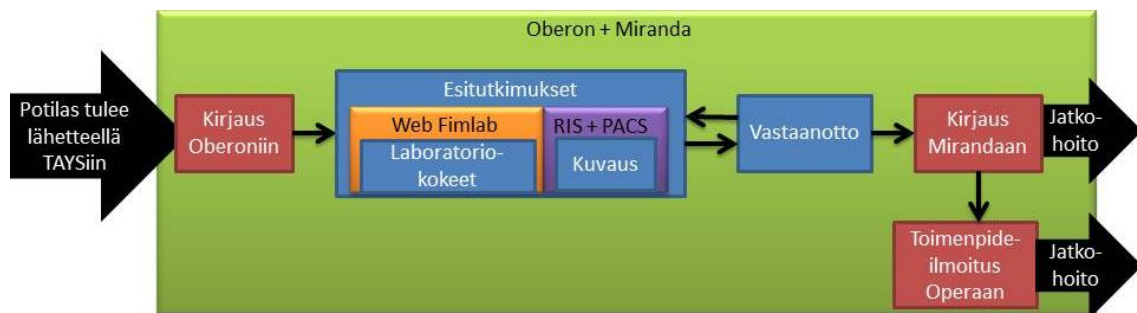 Oberon + Miranda
Potilas tulee
lähetteellä
TAYSiin
Kirjaus
Oberoniin
Esitutkimukset
Web Fimlab
Laboratorio-
kokeet
RIS + PACS
Kuvaus
Vastaanotto
Kirjaus
Mirandaan
Jatko-
hoito
Toimenpide-
ilmoitus
Operaan
Jatko-
hoito